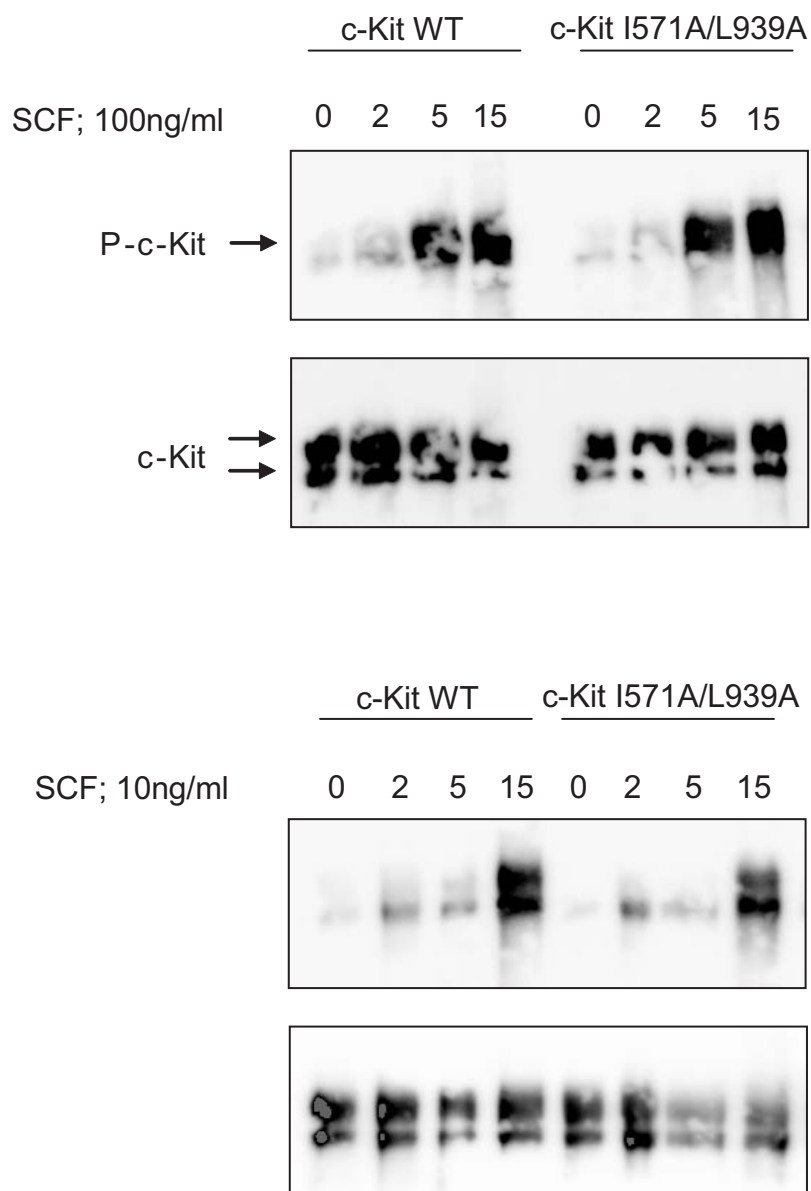 c-Kit WT c-Kit I571A/L939A
SCF; 100ng/ml 0 2 5 15 0 2 5 15
P-c-Kit
c-Kit
c-Kit WT c-Kit I571A/L939A
SCF; 10ng/ml 0 2 5 15 0 2 5 15